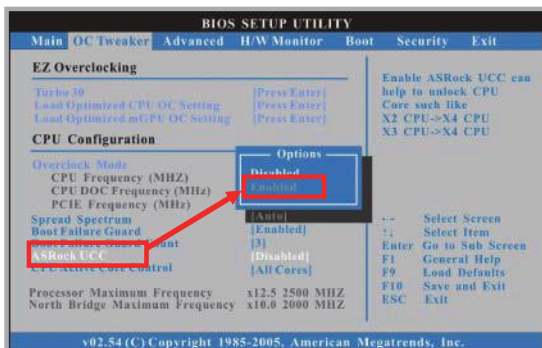 BIOS SETUP UTILITY
Main OC Tweaker Advanced H/W Monitor Boot Security Exit
EZ Overclocking
Turbo 30 [Press Enter]
Load Optimized CPU OC Setting [Press Enter]
Load Optimized mGPU OC Setting [Press Enter]
CPU Configuration
Overclock Mode
CPU Frequency (MHZ)
CPU DOC Frequency (MHz)
PCIE Frequency (MHz)
Spread Spectrum [Auto]
Boot Failure Guard [Enabled]
Boot Failure Guard Count [3]
ASRock UCC [Disabled]
CPU Active Core Control [All Cores]
Processor Maximum Frequency x12.5 2500 MHZ
North Bridge Maximum Frequency x10.0 2000 MHZ
Options
Disabled
Enabled
Enable ASRock UCC can
help to unlock CPU
Core such like
X2 CPU->X4 CPU
X3 CPU->X4 CPU
Select Screen
Select Item
Enter Go to Sub Screen
F1 General Help
F9 Load Defaults
F10 Save and Exit
ESC Exit
v02.54 (C) Copyright 1985-2005, American Megatrends, Inc.